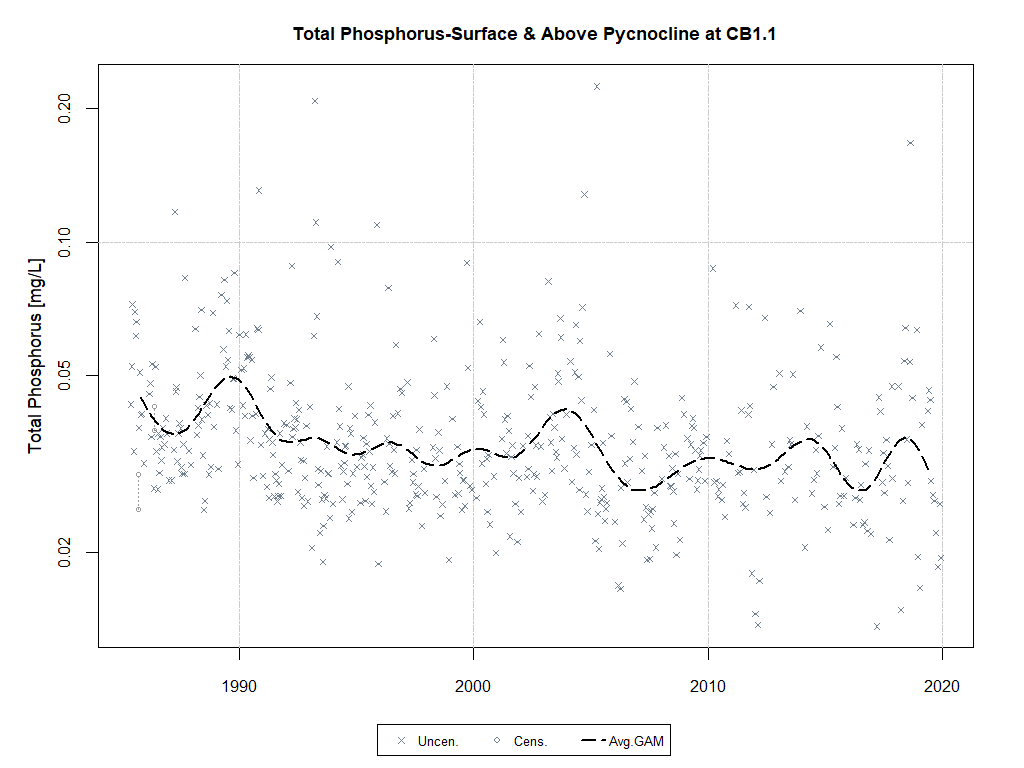 Total Phosphorus-Surface & Above Pycnocline at CB1.1
Total Phosphorus [mg/L]
0.20
0.10
0.05
0.02
1990 2000 2010 2020
Uncen. Cens. Avg.GAM